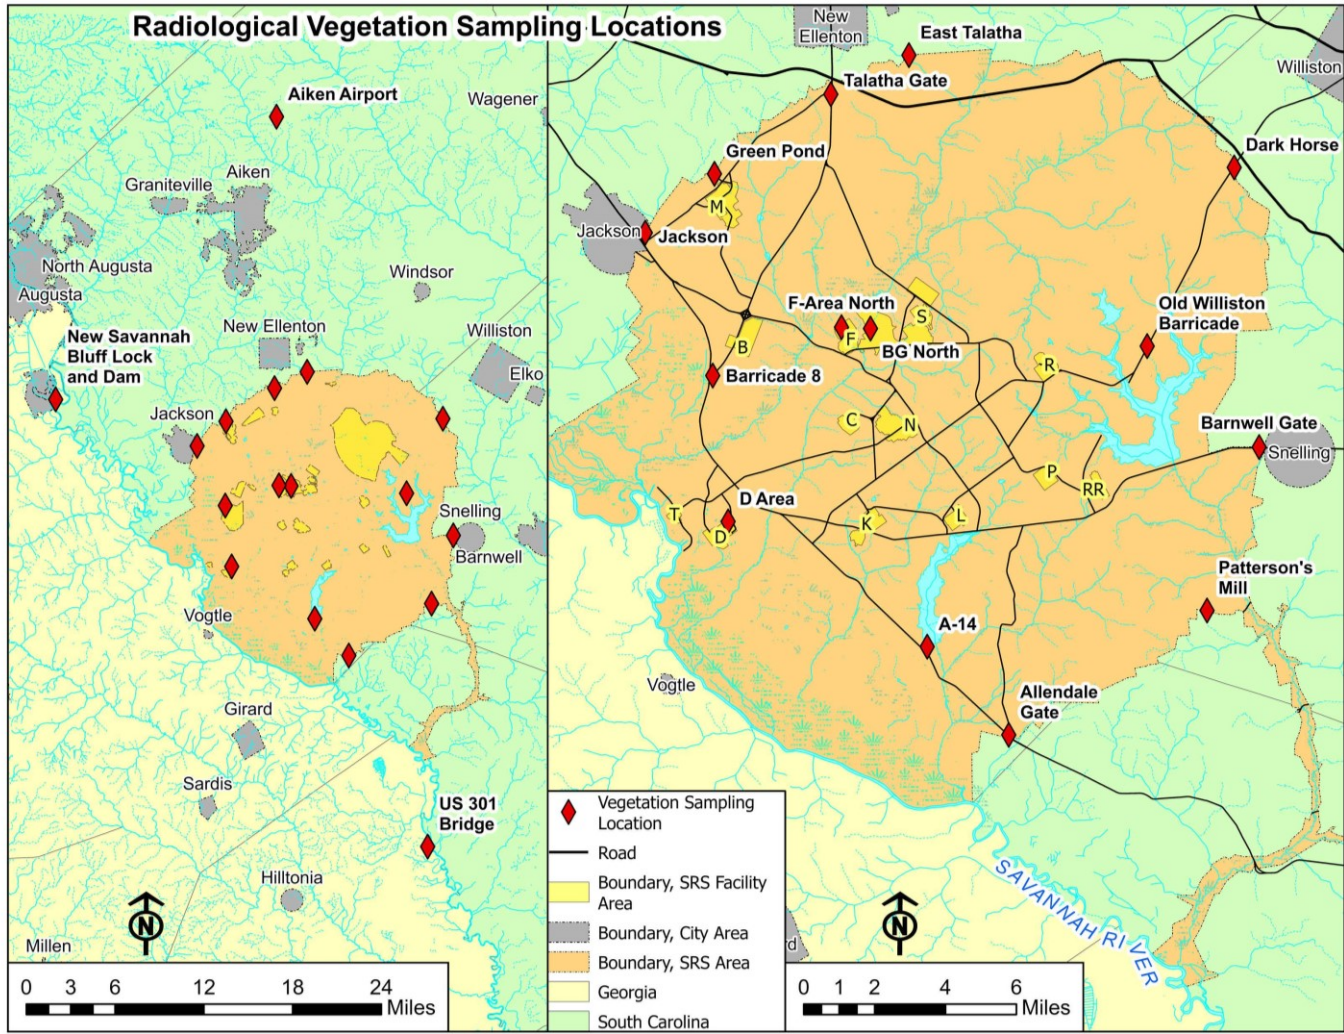 Radiological Vegetation Sampling Locations
Aiken Airport
Wagener
Graniteville
Aiken
North Augusta
Augusta
Windsor
New Savannah
Bluff Lock
and Dam
New Ellenton
Williston
Elko
Jackson
Snelling
Barnwell
Vogtle
Girard
Sardis
US 301
Bridge
Hilltonia
Millen
N
0 3 6 12 18 24
Miles
New
Ellenton
East Talatha
Williston
Talatha Gate
Green Pond
Dark Horse
M
Jackson
Jackson
F-Area North
S
Old Williston
Barricade
B
F
BG North
R
Barricade 8
C
N
Barnwell Gate
Snelling
P
RR
D Area
T
D
K
L
Patterson's
Mill
A-14
Vogtle
Allendale
Gate
SAVANNAH RIVER
Vegetation Sampling
Location
Road
Boundary, SRS Facility
Area
Boundary, City Area
Boundary, SRS Area
Georgia
South Carolina
rd
N
0 1 2 4 6
Miles